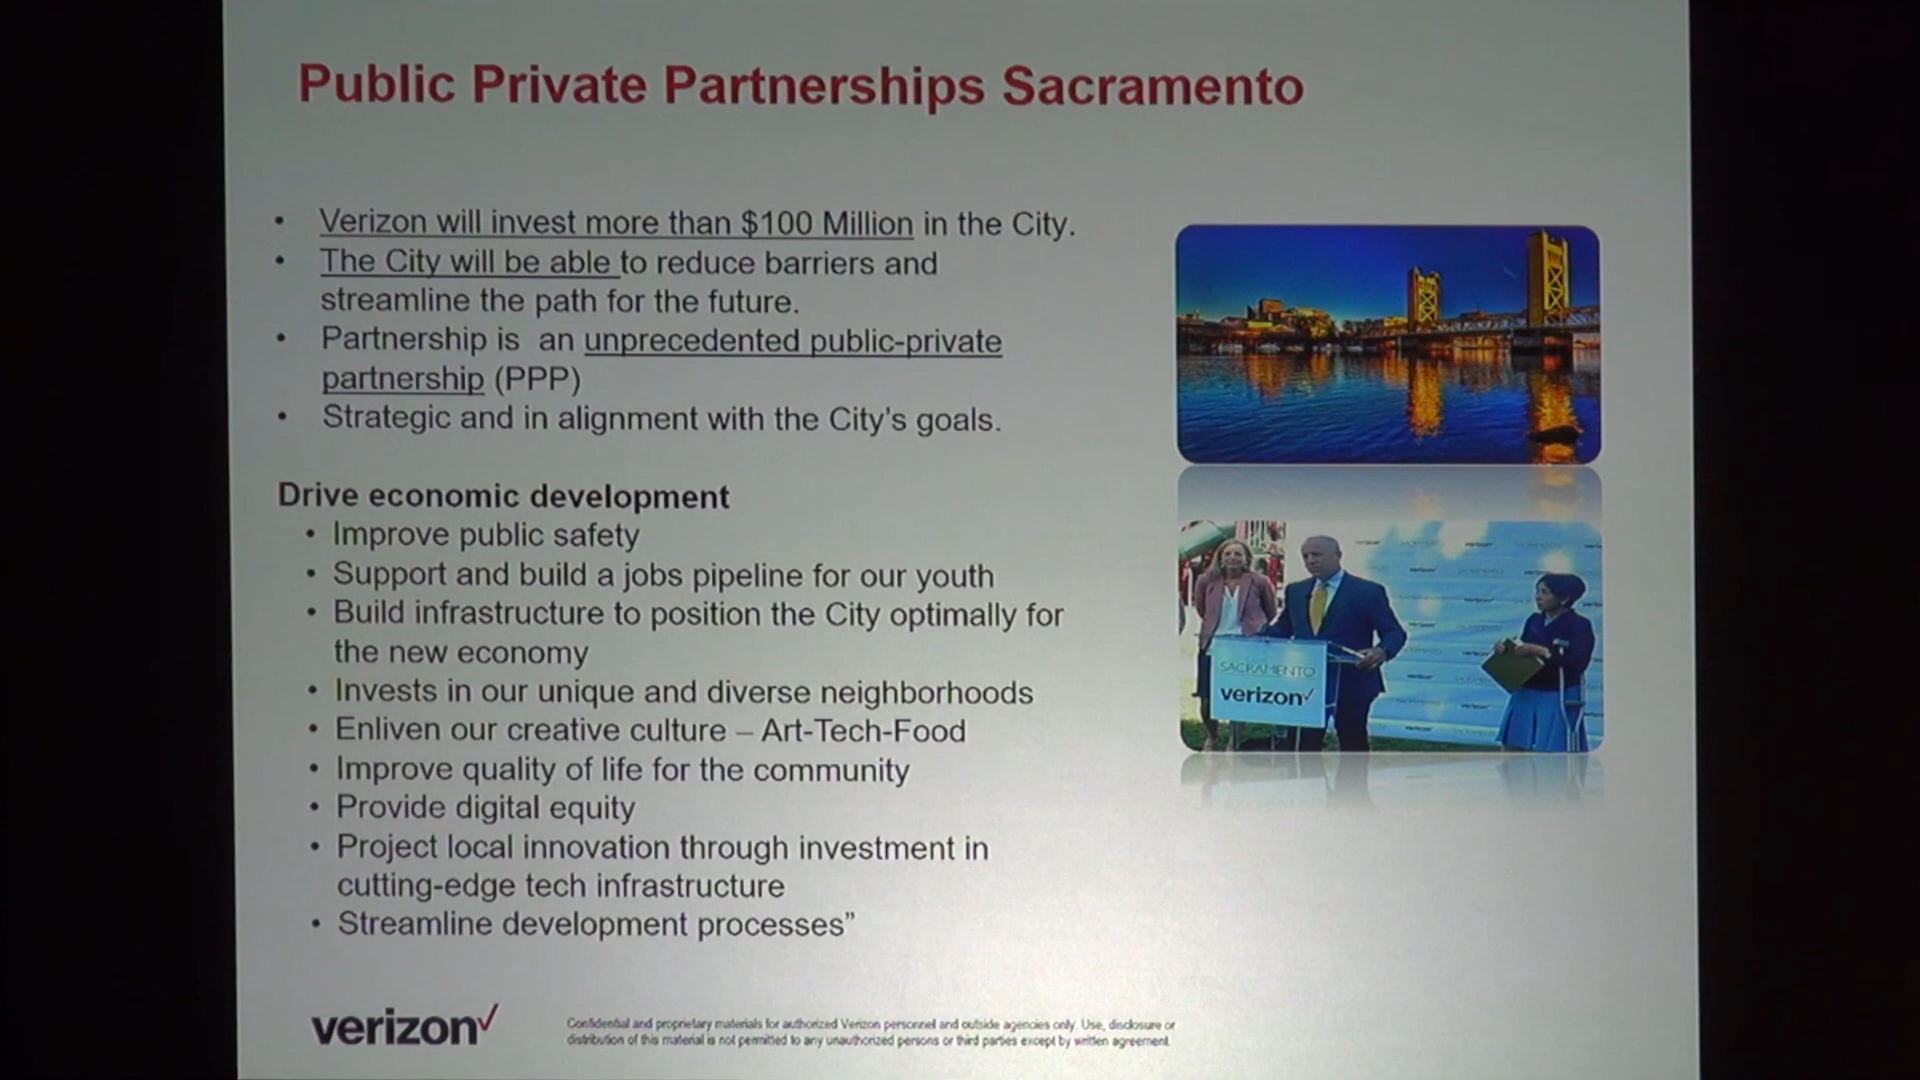 Public Private Partnerships Sacramento
• Verizon will invest more than $100 Million in the City.
• The City will be able to reduce barriers and
streamline the path for the future.
• Partnership is an unprecedented public-private
partnership (PPP)
• Strategic and in alignment with the City's goals.
Drive economic development
• Improve public safety
• Support and build a jobs pipeline for our youth
• Build infrastructure to position the City optimally for
the new economy
• Invests in our unique and diverse neighborhoods
• Enliven our creative culture – Art-Tech-Food
• Improve quality of life for the community
• Provide digital equity
• Project local innovation through investment in
cutting-edge tech infrastructure
• Streamline development processes”
SACRAMENTO
verizon
verizon
Confidential and proprietary materials for authorized Verizon personnel and outside agencies only. Use, disclosure or
distribution of this material is not permitted to any unauthorized persons or third parties except by written agreement.